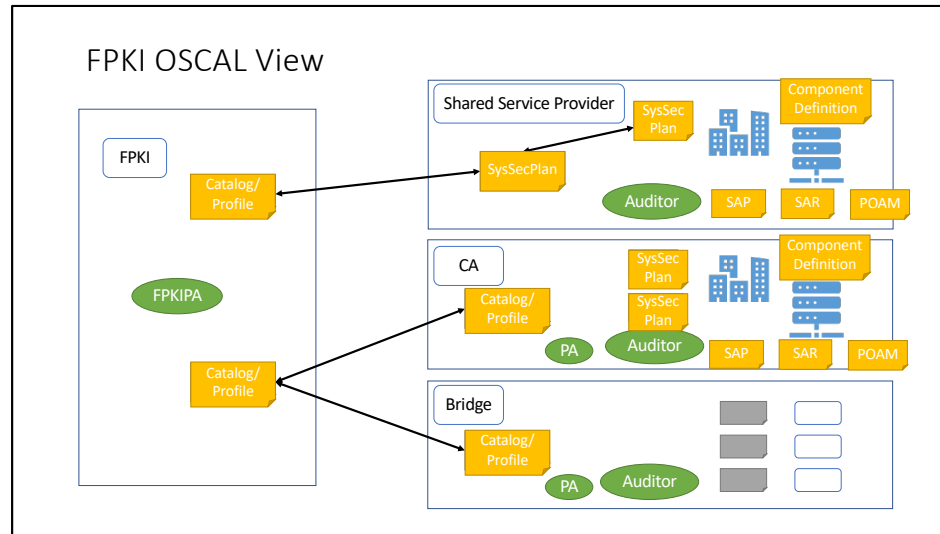 FPKI OSCAL View
FPKI
Catalog/
Profile
FPKIPA
Catalog/
Profile
Shared Service Provider
SysSecPlan
SysSec
Plan
Component
Definition
Auditor
SAP
SAR
POAM
CA
Catalog/
Profile
PA
SysSec
Plan
SysSec
Plan
Auditor
Component
Definition
SAP
SAR
POAM
Bridge
Catalog/
Profile
PA
Auditor